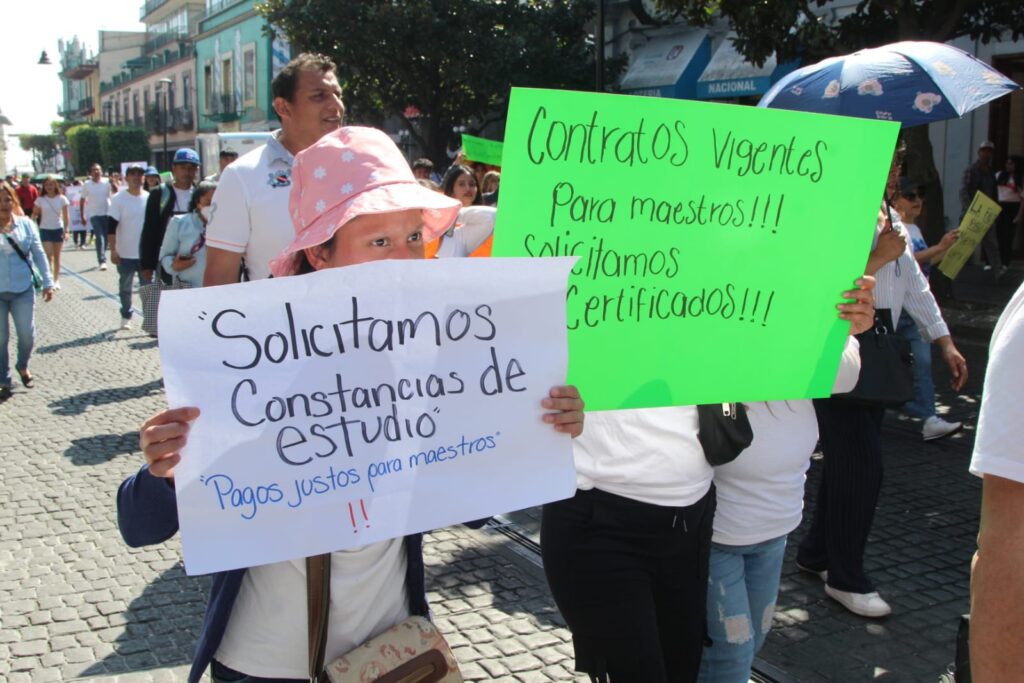 "Solicitamos
Constancias de
estudio"
"Pagos justos para maestros"
!!
Contratos Vigentes
Para maestros!!!
Solicitamos
Certificados!!!
NACIONAL